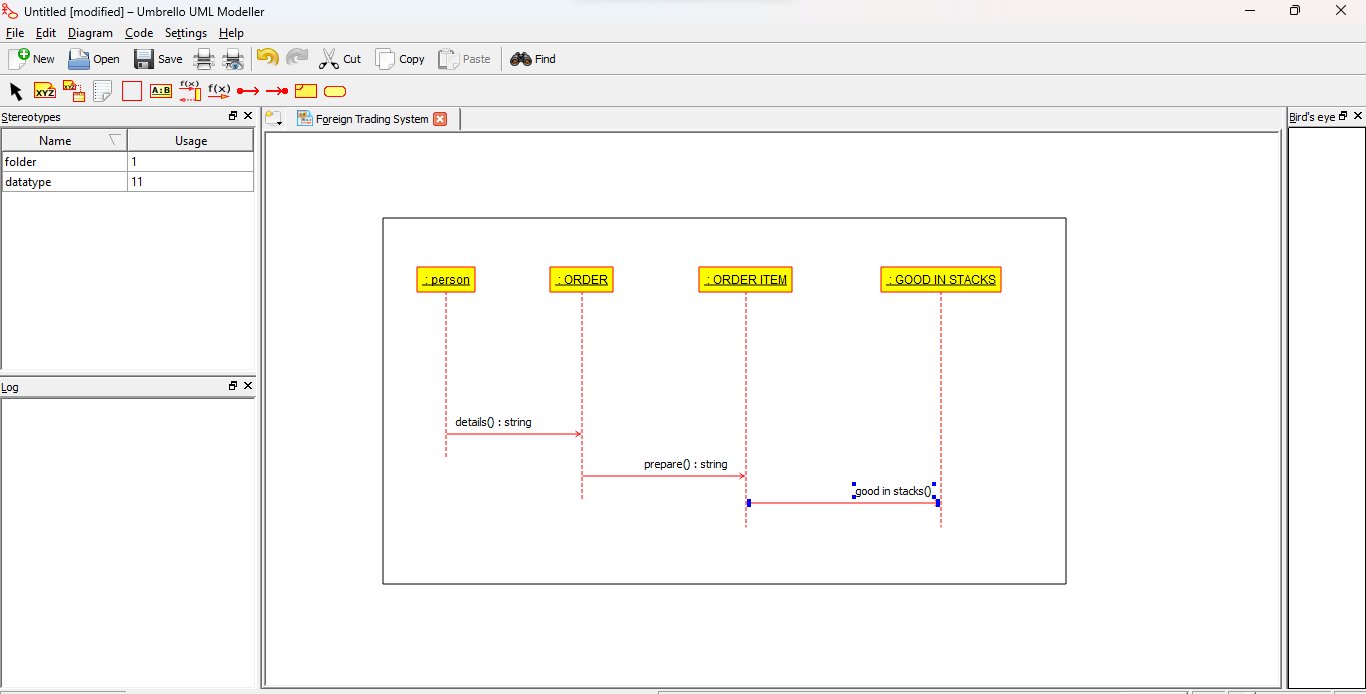 Untitled [modified] – Umbrello UML Modeller
File Edit Diagram Code Settings Help
New Open Save Cut Copy Paste Find
XYZ XYZ A:B f(x) f(x)
Stereotypes
Name Usage
folder 1
datatype 11
Log
Foreign Trading System
Bird's eye
: person : ORDER : ORDER ITEM : GOOD IN STACKS
details() : string
prepare() : string
good in stacks()